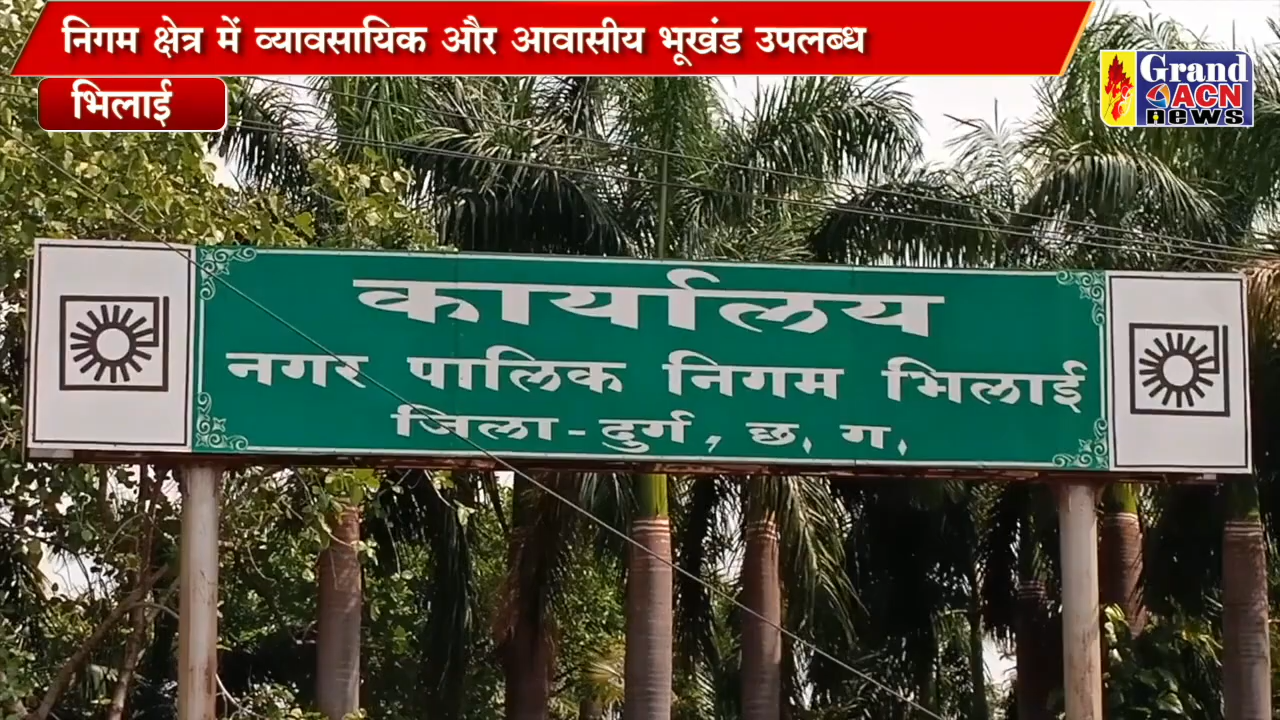 निगम क्षेत्र में व्यावसायिक और आवासीय भूखंड उपलब्ध
भिलाई
Grand
ACN
news
कार्यालय
नगर पालिक निगम भिलाई
जिला - दुर्ग , छ. ग.